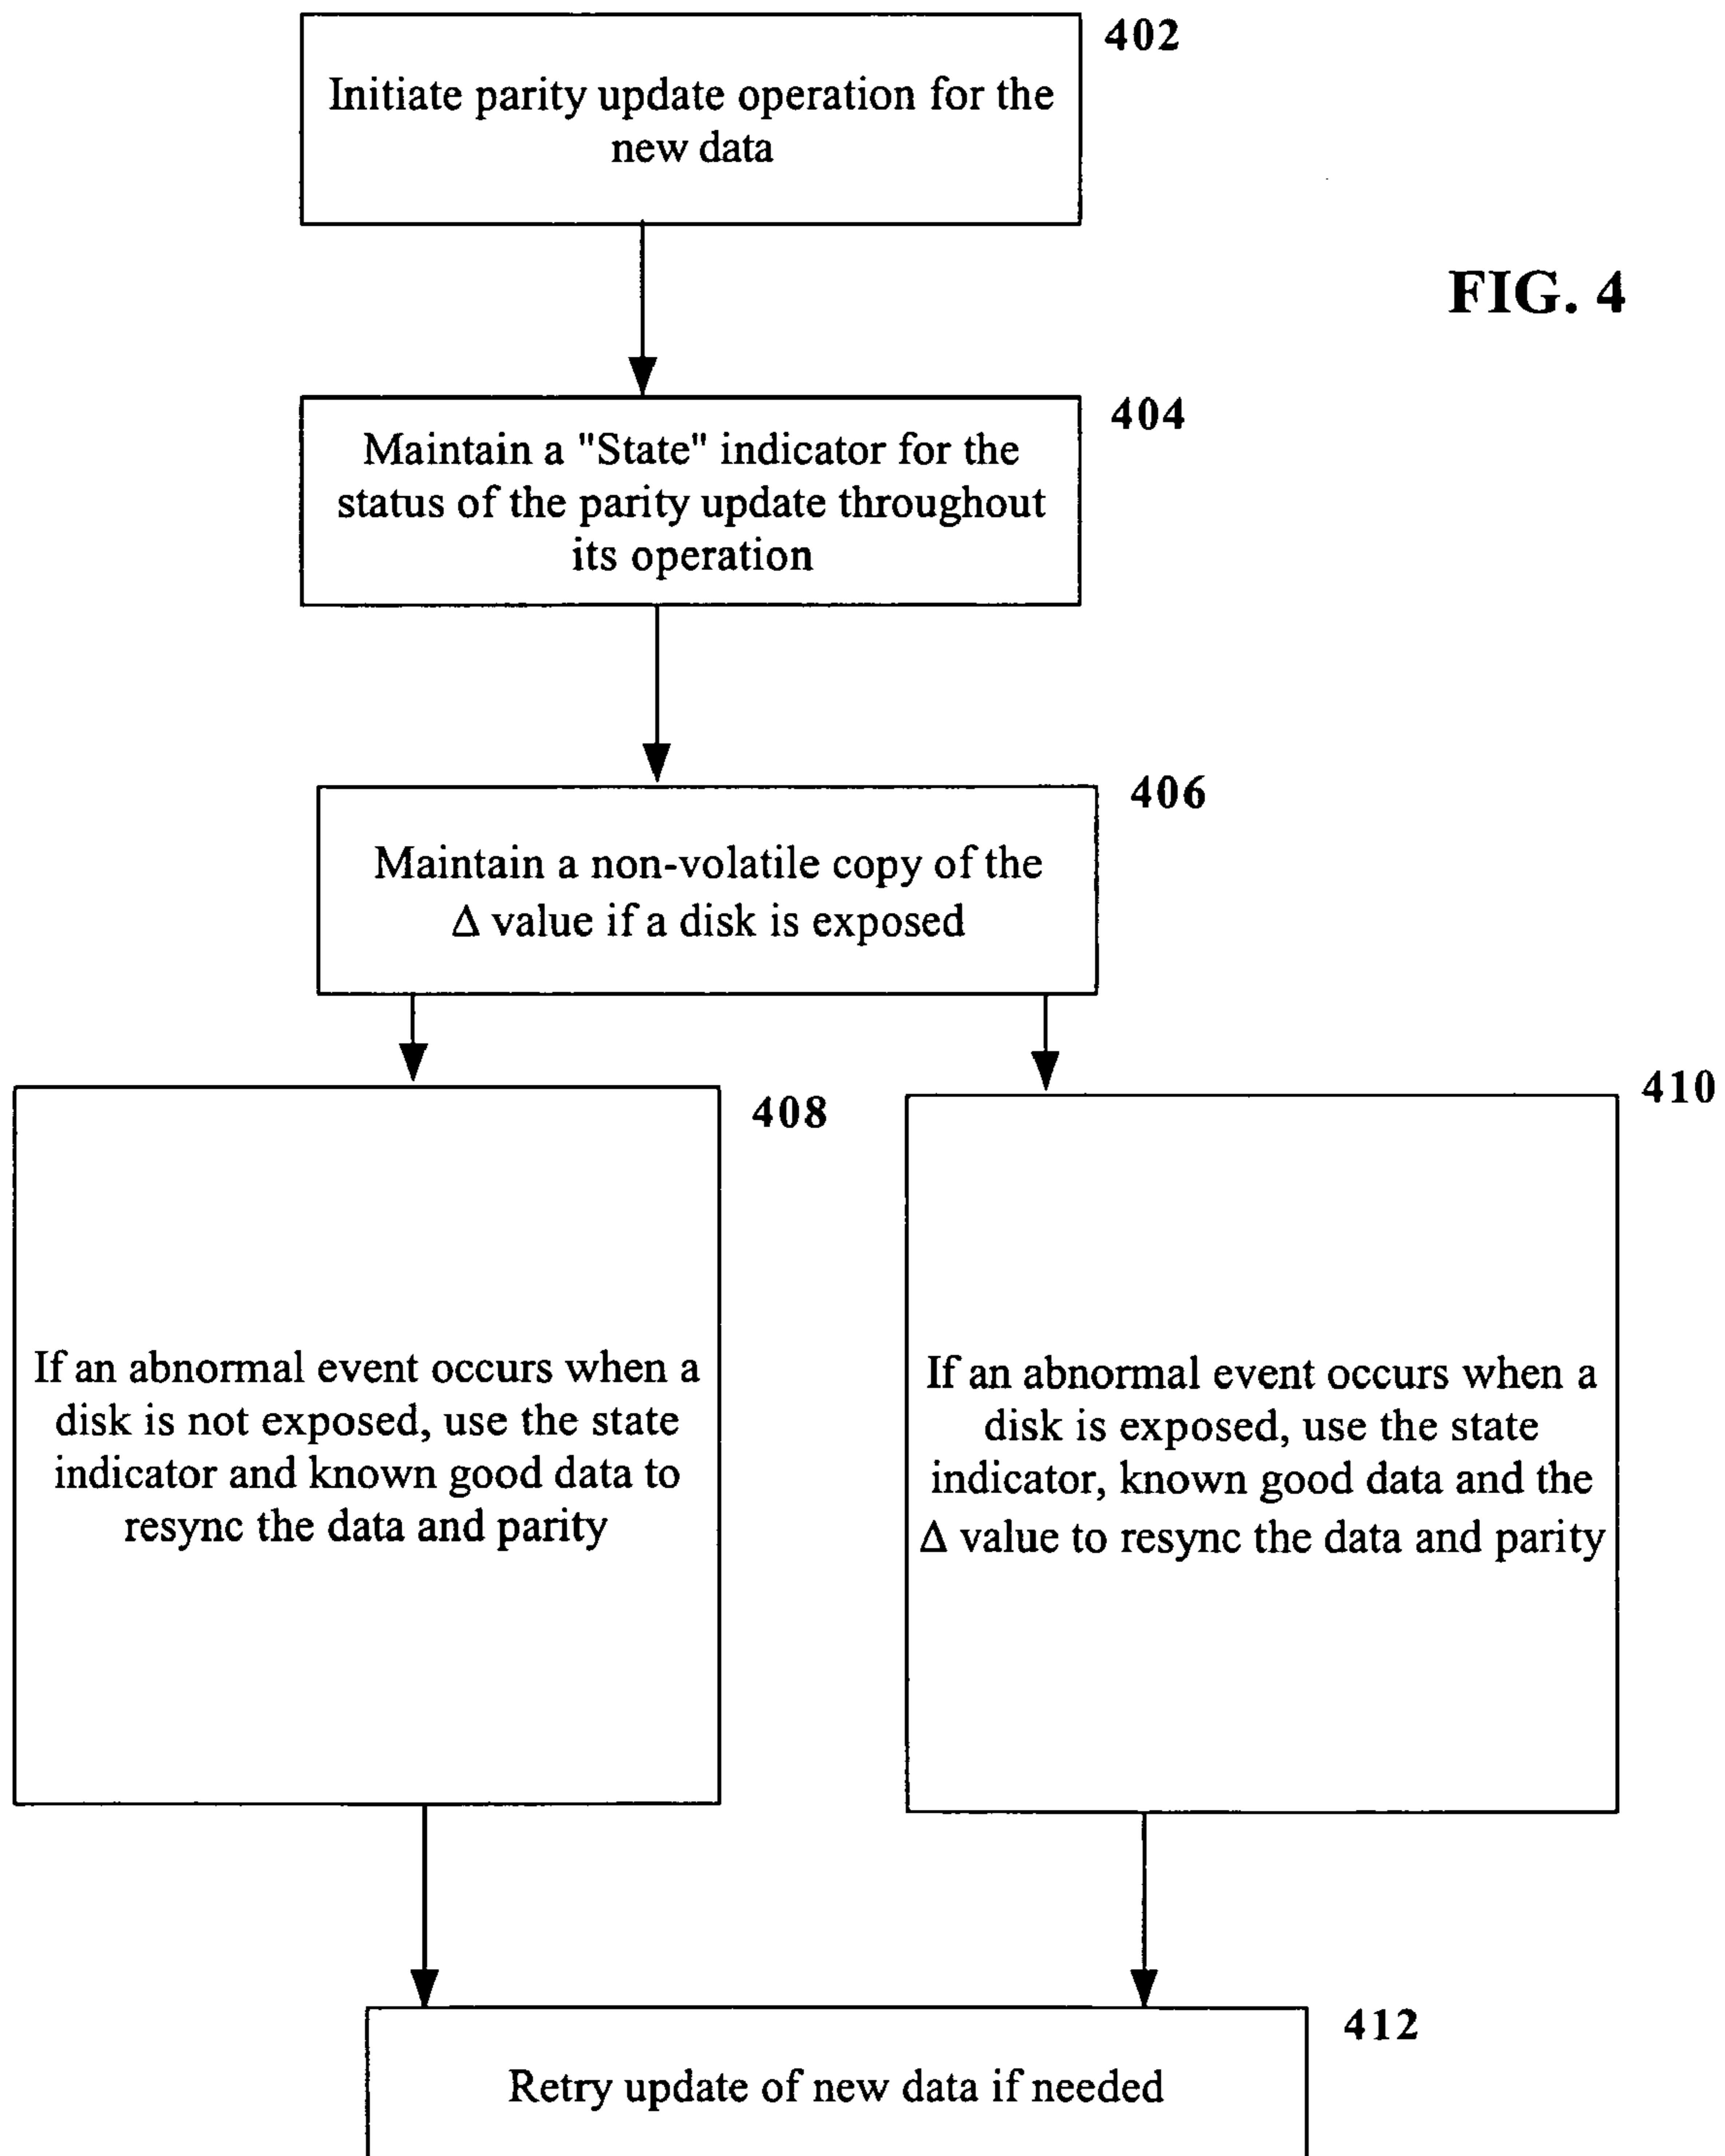 402
Initiate parity update operation for the
new data
FIG. 4
404
Maintain a "State" indicator for the
status of the parity update throughout
its operation
406
Maintain a non-volatile copy of the
Δ value if a disk is exposed
408
If an abnormal event occurs when a
disk is not exposed, use the state
indicator and known good data to
resync the data and parity
410
If an abnormal event occurs when a
disk is exposed, use the state
indicator, known good data and the
Δ value to resync the data and parity
412
Retry update of new data if needed